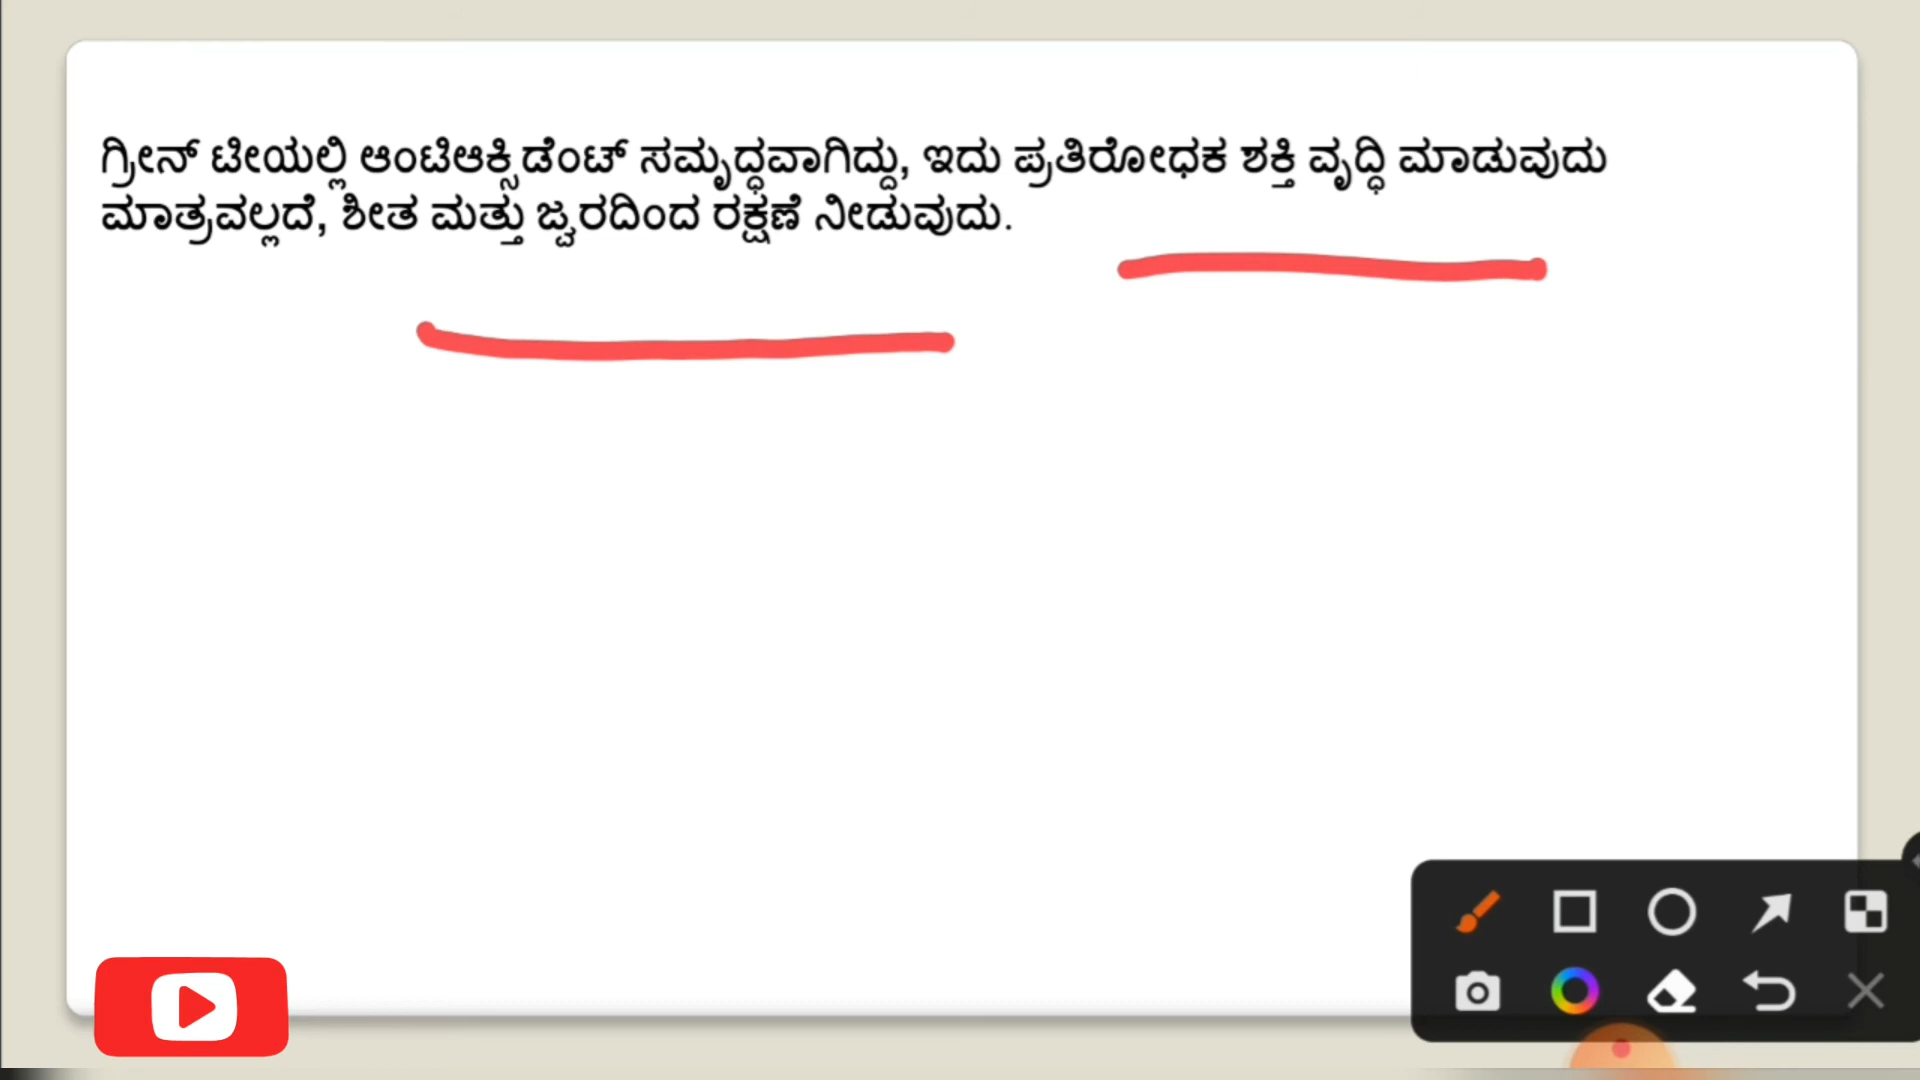 ಗ್ರೀನ್ ಟೀಯಲ್ಲಿ ಆಂಟಿಆಕ್ಸಿಡೆಂಟ್ ಸಮೃದ್ಧವಾಗಿದ್ದು, ಇದು ಪ್ರತಿರೋಧಕ ಶಕ್ತಿ ವೃದ್ಧಿ ಮಾಡುವುದು
ಮಾತ್ರವಲ್ಲದೆ, ಶೀತ ಮತ್ತು ಜ್ವರದಿಂದ ರಕ್ಷಣೆ ನೀಡುವುದು.